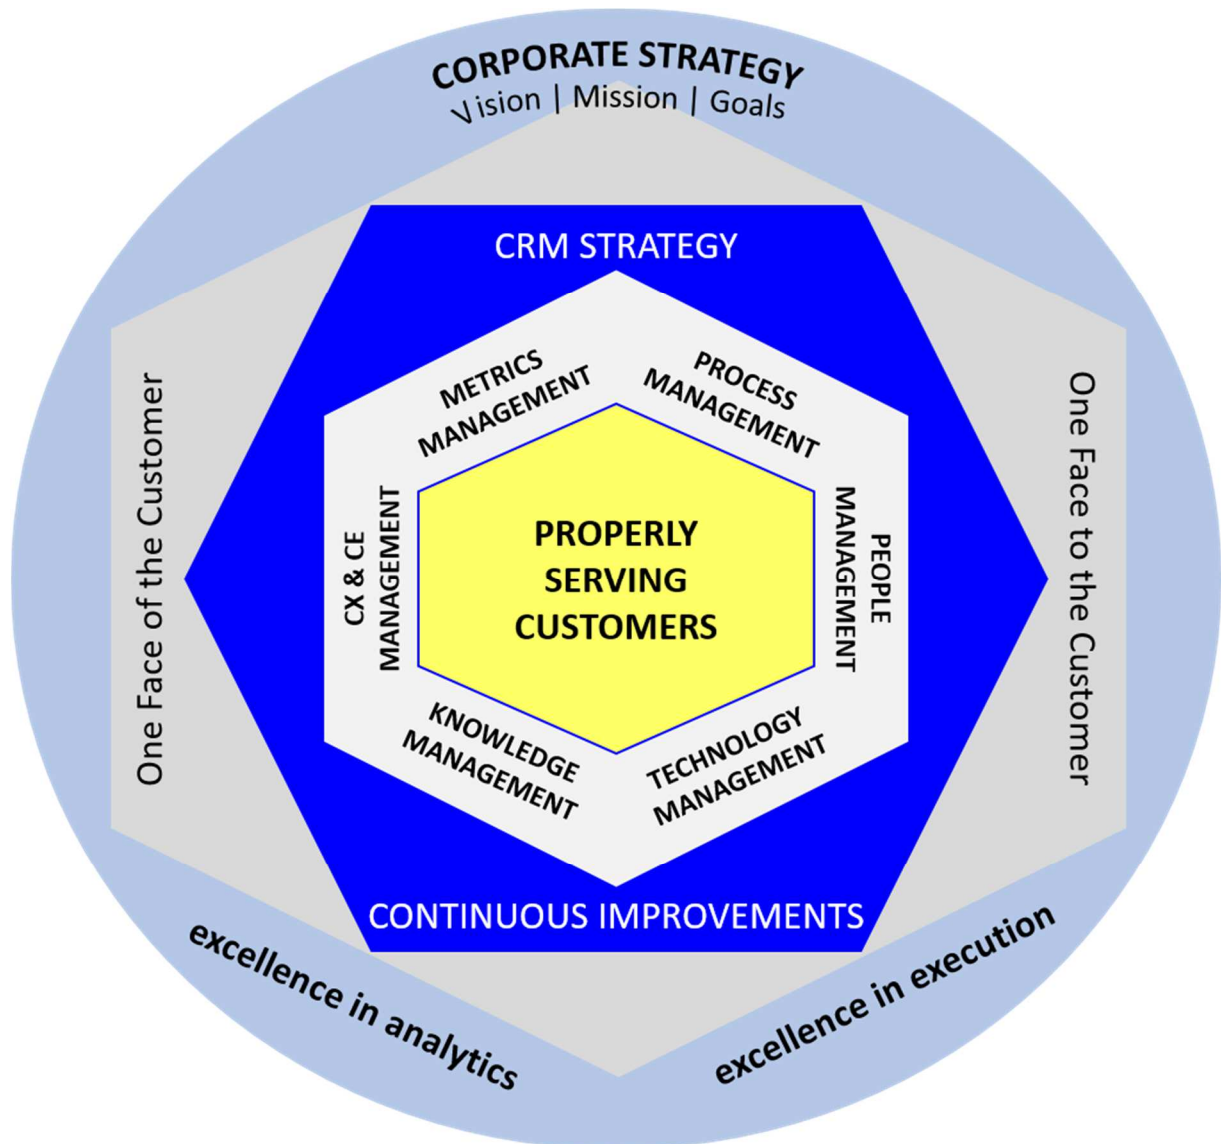 CORPORATE STRATEGY
Vision | Mission | Goals
CRM STRATEGY
METRICS
MANAGEMENT
PROCESS
MANAGEMENT
One Face of the Customer
CX & CE
MANAGEMENT
PROPERLY
SERVING
CUSTOMERS
PEOPLE
MANAGEMENT
One Face to the Customer
KNOWLEDGE
MANAGEMENT
TECHNOLOGY
MANAGEMENT
CONTINUOUS IMPROVEMENTS
excellence in analytics
excellence in execution